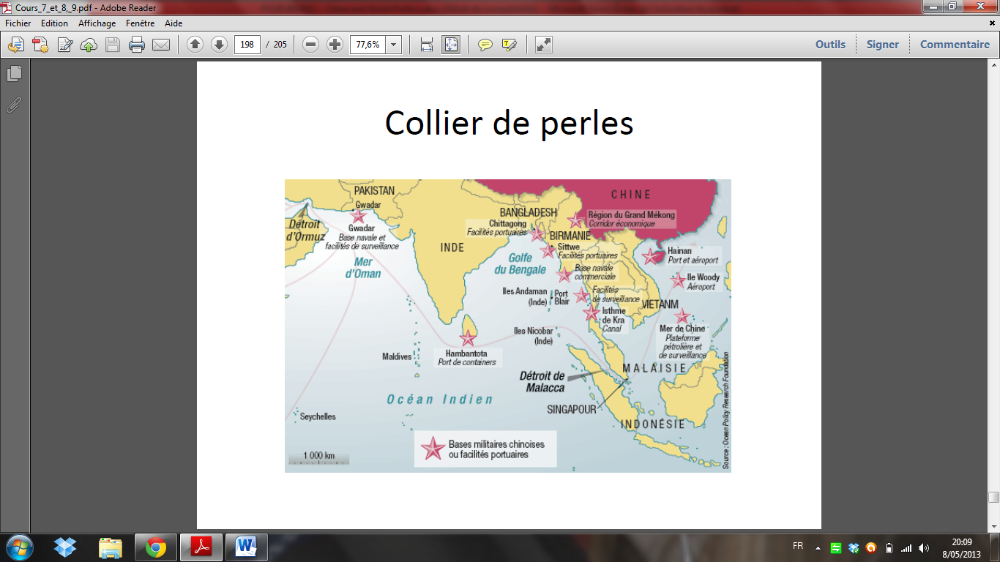 Cours_7_et_8_9.pdf - Adobe Reader
Fichier Edition Affichage Fenêtre Aide
198 / 205 77,6% Outils Signer Commentaire
Collier de perles
PAKISTAN
Gwadar
Détroit
d'Ormuz
Gwadar
Base navale et
facilités de surveillance
Mer
d'Oman
INDE
BANGLADESH
Chittagong
Facilités portuaires
CHINE
Région du Grand Mékong
Corridor économique
BIRMANIE
Sittwe
Facilités portuaires
Golfe
du Bengale
Base navale
commerciale
Hainan
Port et aéroport
Ile Woody
Aéroport
Iles Andaman
(Inde)
Port
Blair
Facilités
de surveillance
VIETANM
Isthme
de Kra
Canal
Mer de Chine
Plateforme
pétrolière et
de surveillance
Iles Nicobar
(Inde)
Maldives
Hambantota
Port de containers
Détroit de
Malacca
MALAISIE
SINGAPOUR
INDONÉSIE
Océan Indien
Seychelles
1 000 km
Bases militaires chinoises
ou facilités portuaires
Source : Ocean Policy Research Foundation
FR
20:09
8/05/2013